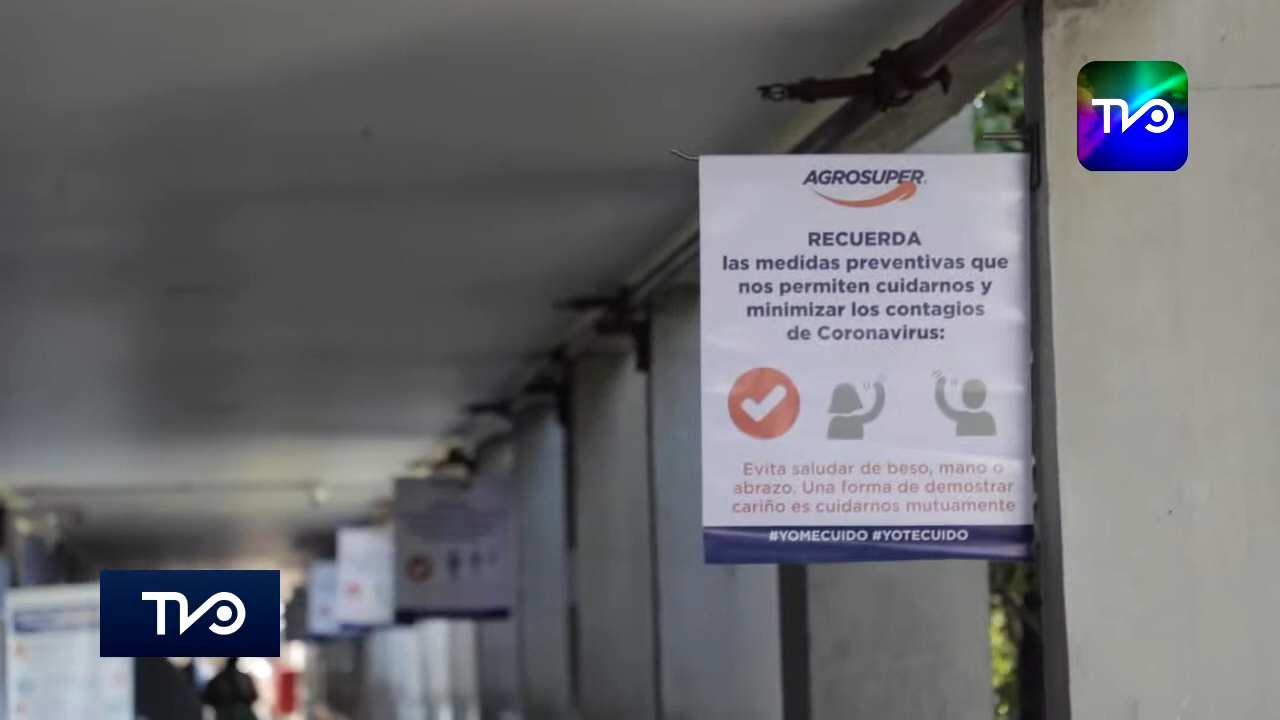 TVO
AGROSUPER
RECUERDA
las medidas preventivas que
nos permiten cuidarnos y
minimizar los contagios
de Coronavirus:
Evita saludar de beso, mano o
abrazo. Una forma de demostrar
cariño es cuidarnos mutuamente
#YOMECUIDO #YOTECUIDO
TVO